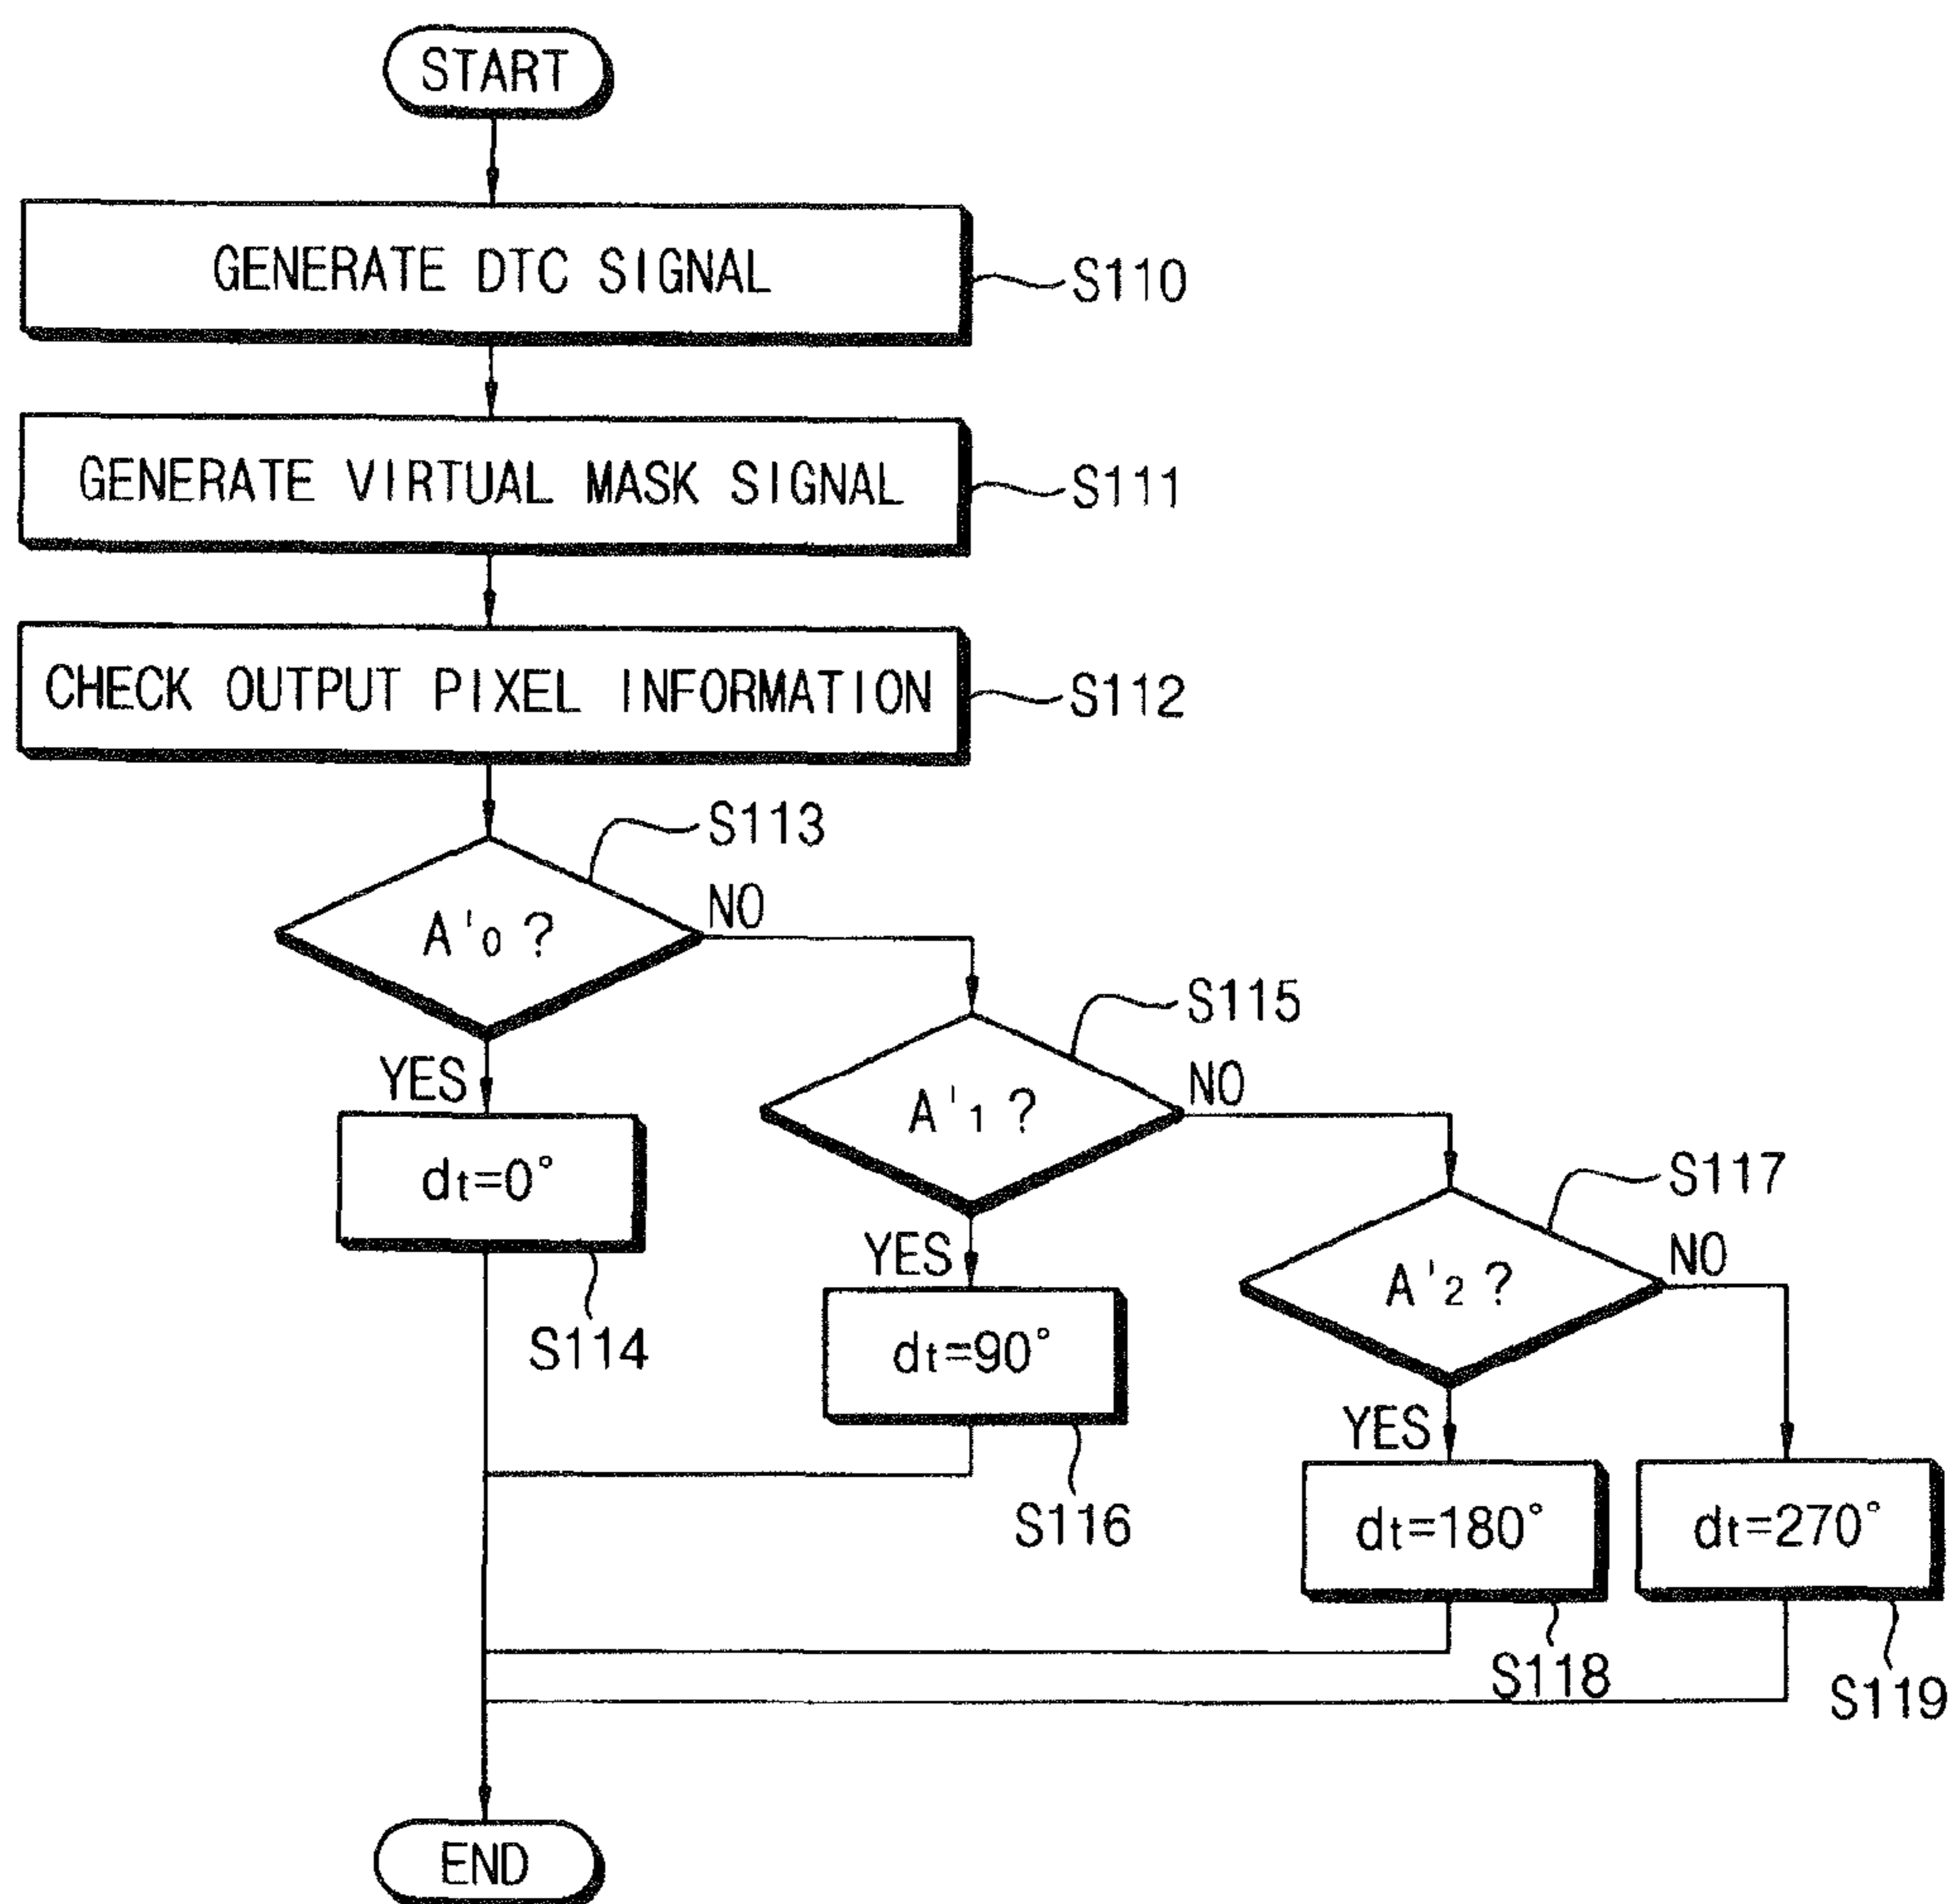 START
GENERATE DTC SIGNAL
S110
GENERATE VIRTUAL MASK SIGNAL
S111
CHECK OUTPUT PIXEL INFORMATION
S112
S113
A'0 ?
NO
YES
S115
A'1 ?
NO
dt=0°
S114
YES
S117
A'2 ?
NO
dt=90°
S116
YES
dt=180°
S118
dt=270°
S119
END